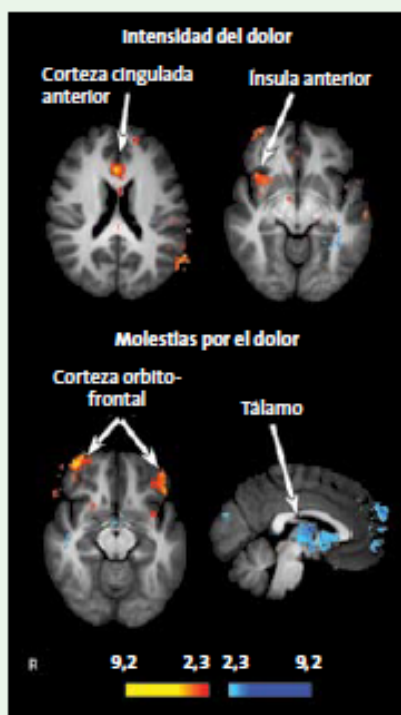 Intensidad del dolor
Corteza cingulada
anterior
Ínsula anterior
Molestias por el dolor
Corteza orbito-
frontal
Tálamo
R
9,2 2,3 2,3 9,2